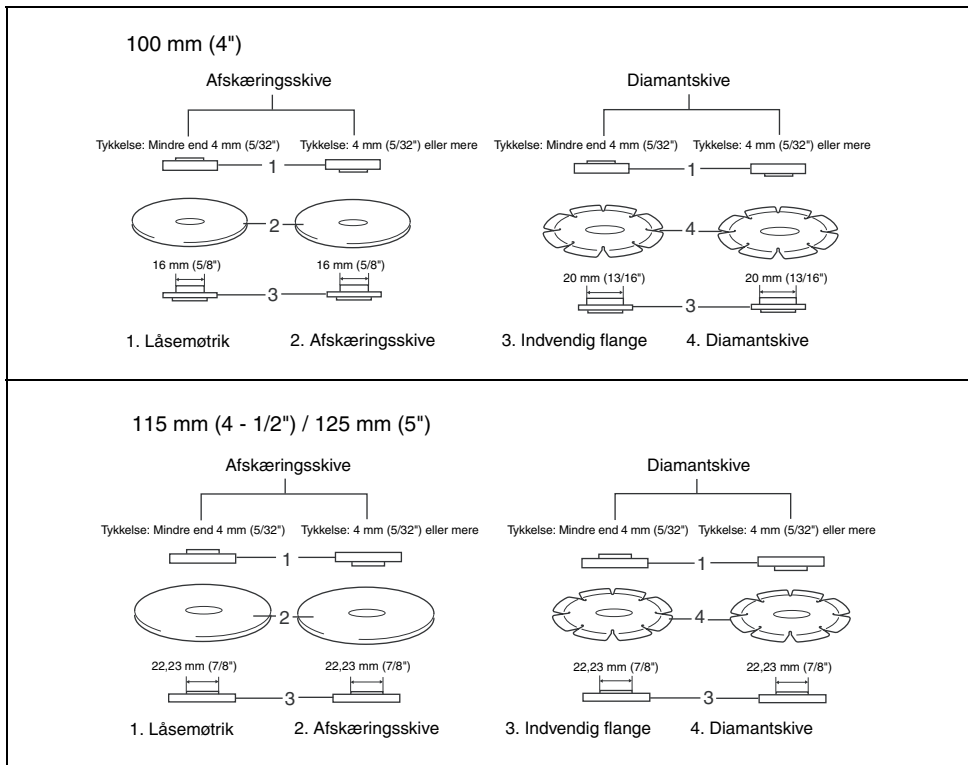 100 mm (4")
Afskæringsskive Diamantskive
Tykkelse: Mindre end 4 mm (5/32") Tykkelse: 4 mm (5/32") eller mere Tykkelse: Mindre end 4 mm (5/32") Tykkelse: 4 mm (5/32") eller mere
1 1
2 4
16 mm (5/8") 16 mm (5/8") 20 mm (13/16") 20 mm (13/16")
3 3
1. Låsemøtrik 2. Afskæringsskive 3. Indvendig flange 4. Diamantskive
115 mm (4 - 1/2") / 125 mm (5")
Afskæringsskive Diamantskive
Tykkelse: Mindre end 4 mm (5/32") Tykkelse: 4 mm (5/32") eller mere Tykkelse: Mindre end 4 mm (5/32") Tykkelse: 4 mm (5/32") eller mere
1 1
2 4
22,23 mm (7/8") 22,23 mm (7/8") 22,23 mm (7/8") 22,23 mm (7/8")
3 3
1. Låsemøtrik 2. Afskæringsskive 3. Indvendig flange 4. Diamantskive